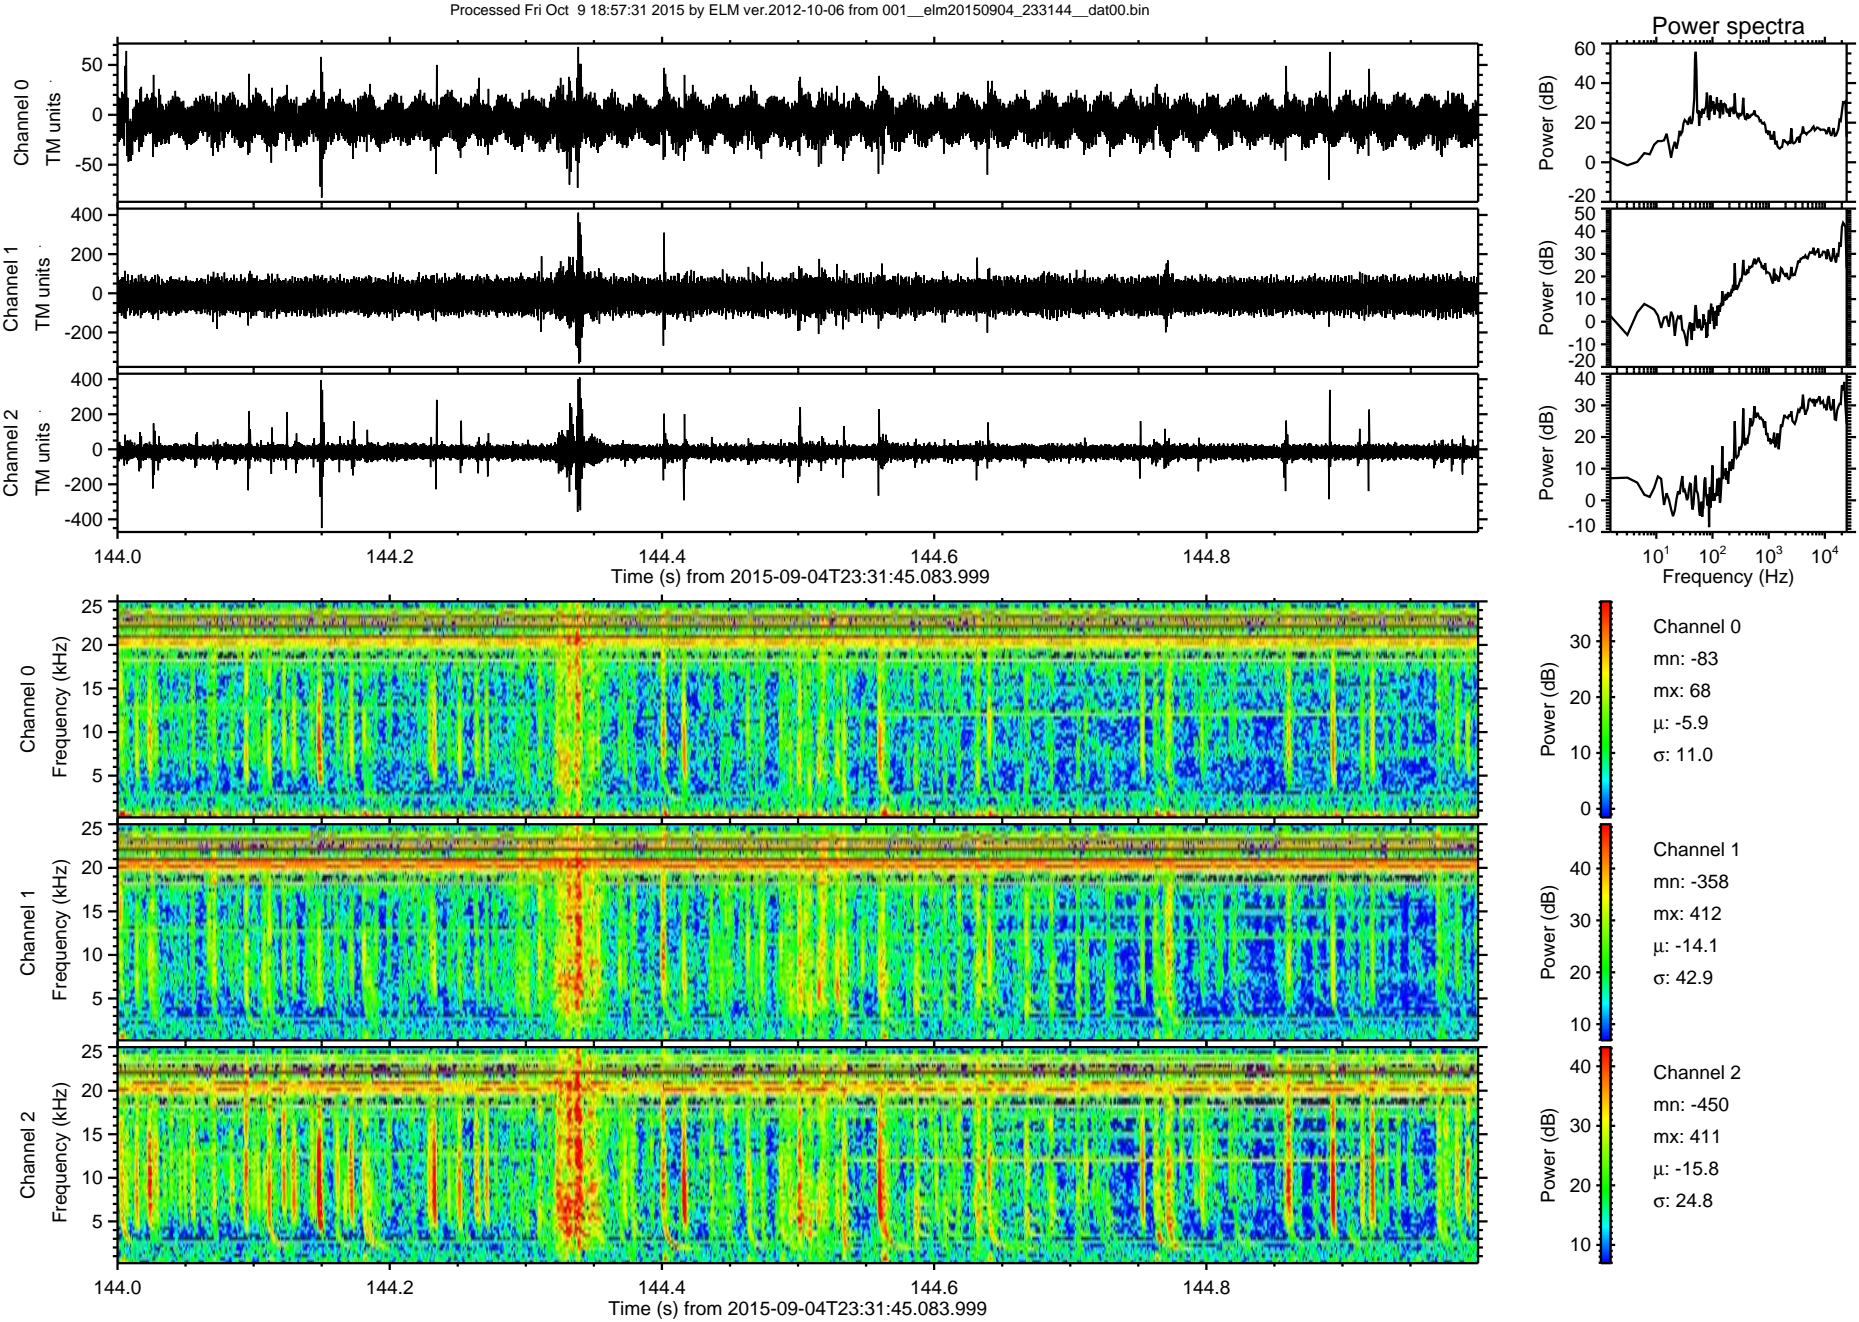 Processed Fri Oct  9 18:57:31 2015 by ELM ver.2012-10-06 from 001__elm20150904_233144__dat00.bin
Power spectra
Channel 0
TM units
50
0
-50
Power (dB)
60
40
20
0
-20
Channel 1
TM units
400
200
0
-200
Power (dB)
50
40
30
20
10
0
-10
-20
Channel 2
TM units
400
200
0
-200
-400
Power (dB)
40
30
20
10
0
-10
144.0 144.2 144.4 144.6 144.8
Time (s) from 2015-09-04T23:31:45.083.999
10¹ 10² 10³ 10⁴
Frequency (Hz)
Channel 0
Frequency (kHz)
25
20
15
10
5
Power (dB)
30
20
10
0
Channel 0
mn: -83
mx: 68
μ: -5.9
σ: 11.0
Channel 1
Frequency (kHz)
25
20
15
10
5
Power (dB)
40
30
20
10
Channel 1
mn: -358
mx: 412
μ: -14.1
σ: 42.9
Channel 2
Frequency (kHz)
25
20
15
10
5
Power (dB)
40
30
20
10
Channel 2
mn: -450
mx: 411
μ: -15.8
σ: 24.8
144.0 144.2 144.4 144.6 144.8
Time (s) from 2015-09-04T23:31:45.083.999